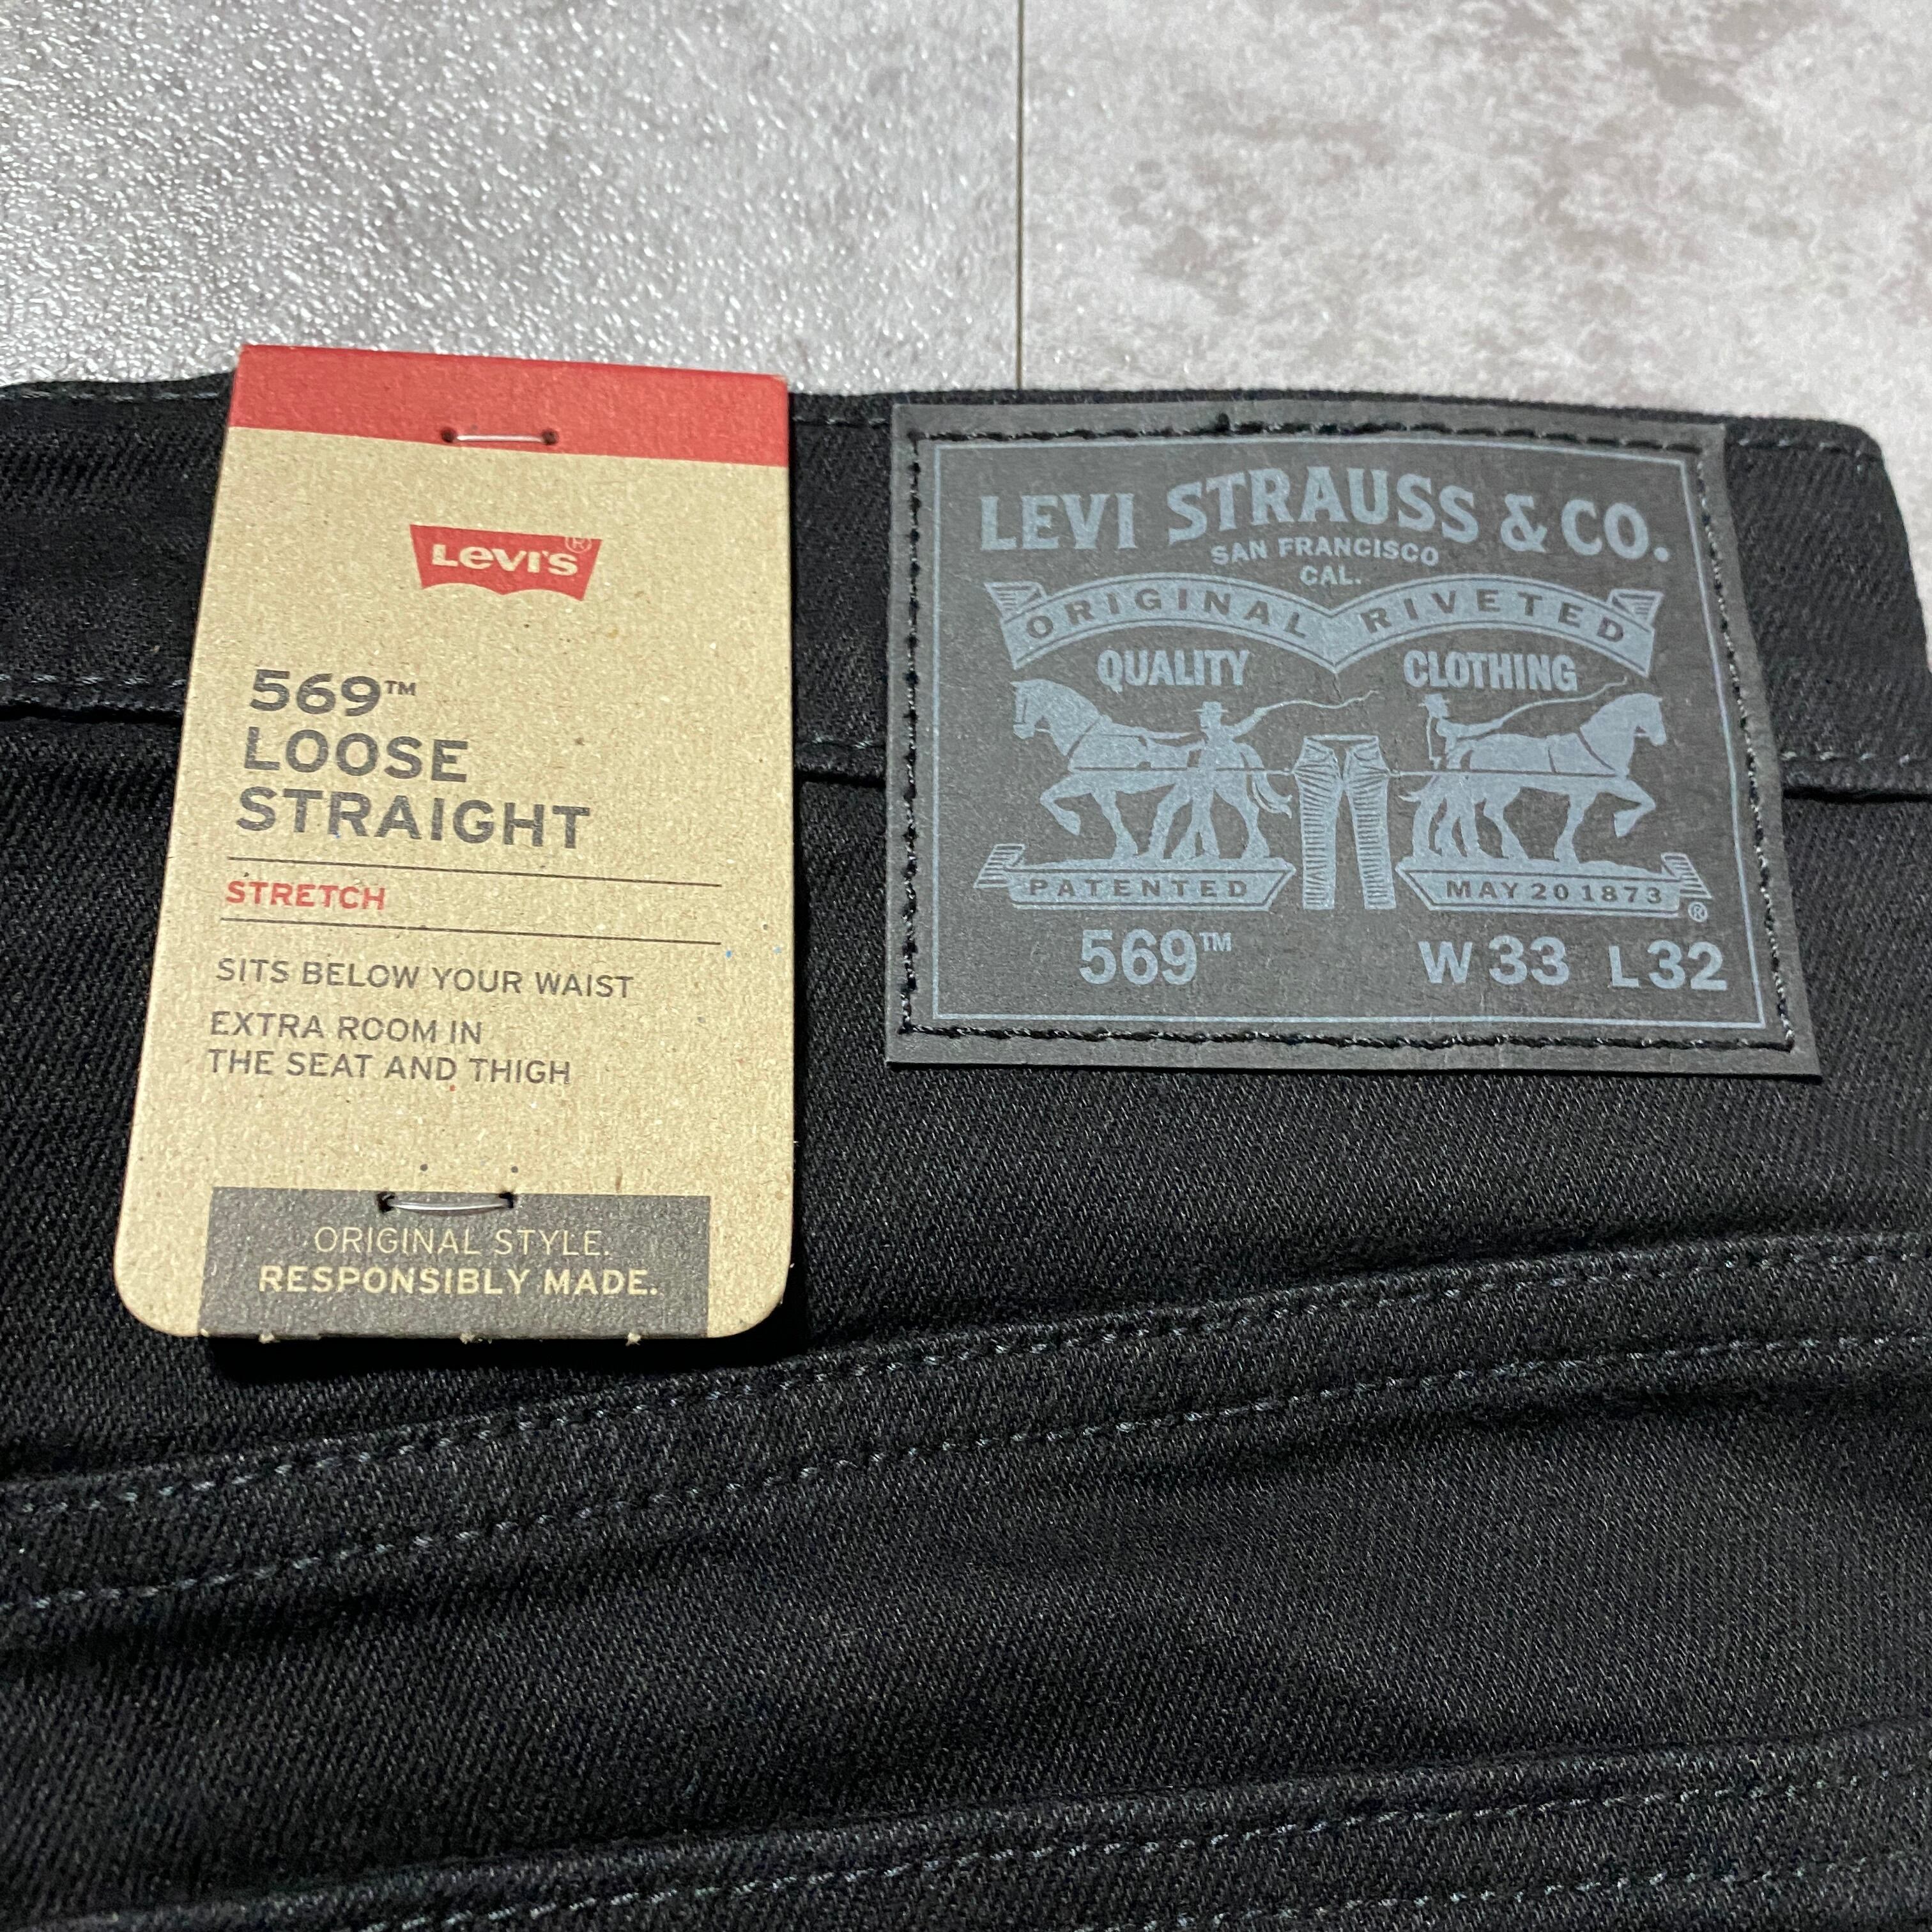 LEVI'S®
569™
LOOSE
STRAIGHT
STRETCH
SITS BELOW YOUR WAIST
EXTRA ROOM IN
THE SEAT AND THIGH
ORIGINAL STYLE.
RESPONSIBLY MADE.
LEVI STRAUSS & CO.
SAN FRANCISCO
CAL.
ORIGINAL RIVETED
QUALITY CLOTHING
PATENTED MAY 20 1873 ®
569™ W 33 L 32